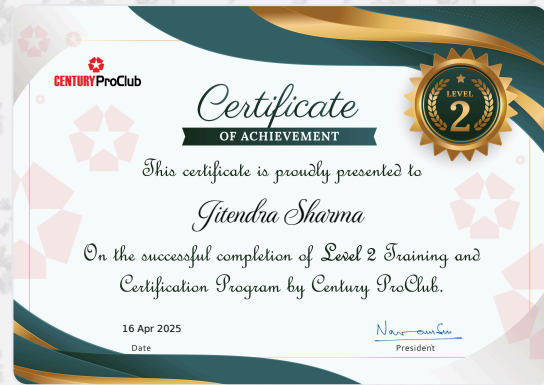 CENTURY ProClub
LEVEL
2
Certificate
OF ACHIEVEMENT
This certificate is proudly presented to
Jitendra Sharma
On the successful completion of Level 2 Training and
Certification Program by Century ProClub.
16 Apr 2025
Date
President